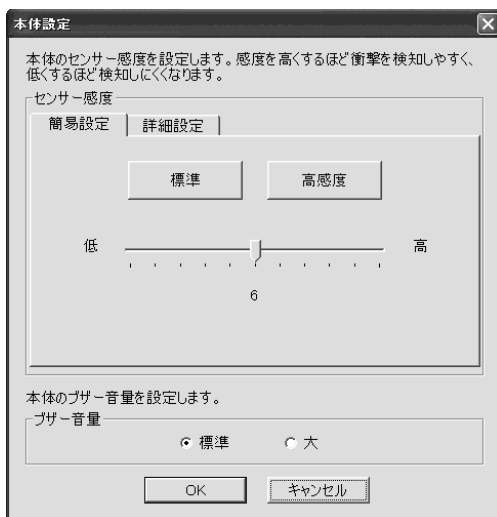 本体設定
本体のセンサー感度を設定します。感度を高くするほど衝撃を検知しやすく、
低くするほど検知しにくくなります。
センサー感度
簡易設定 詳細設定
標準 高感度
低 高
6
本体のブザー音量を設定します。
ブザー音量
標準 大
OK キャンセル